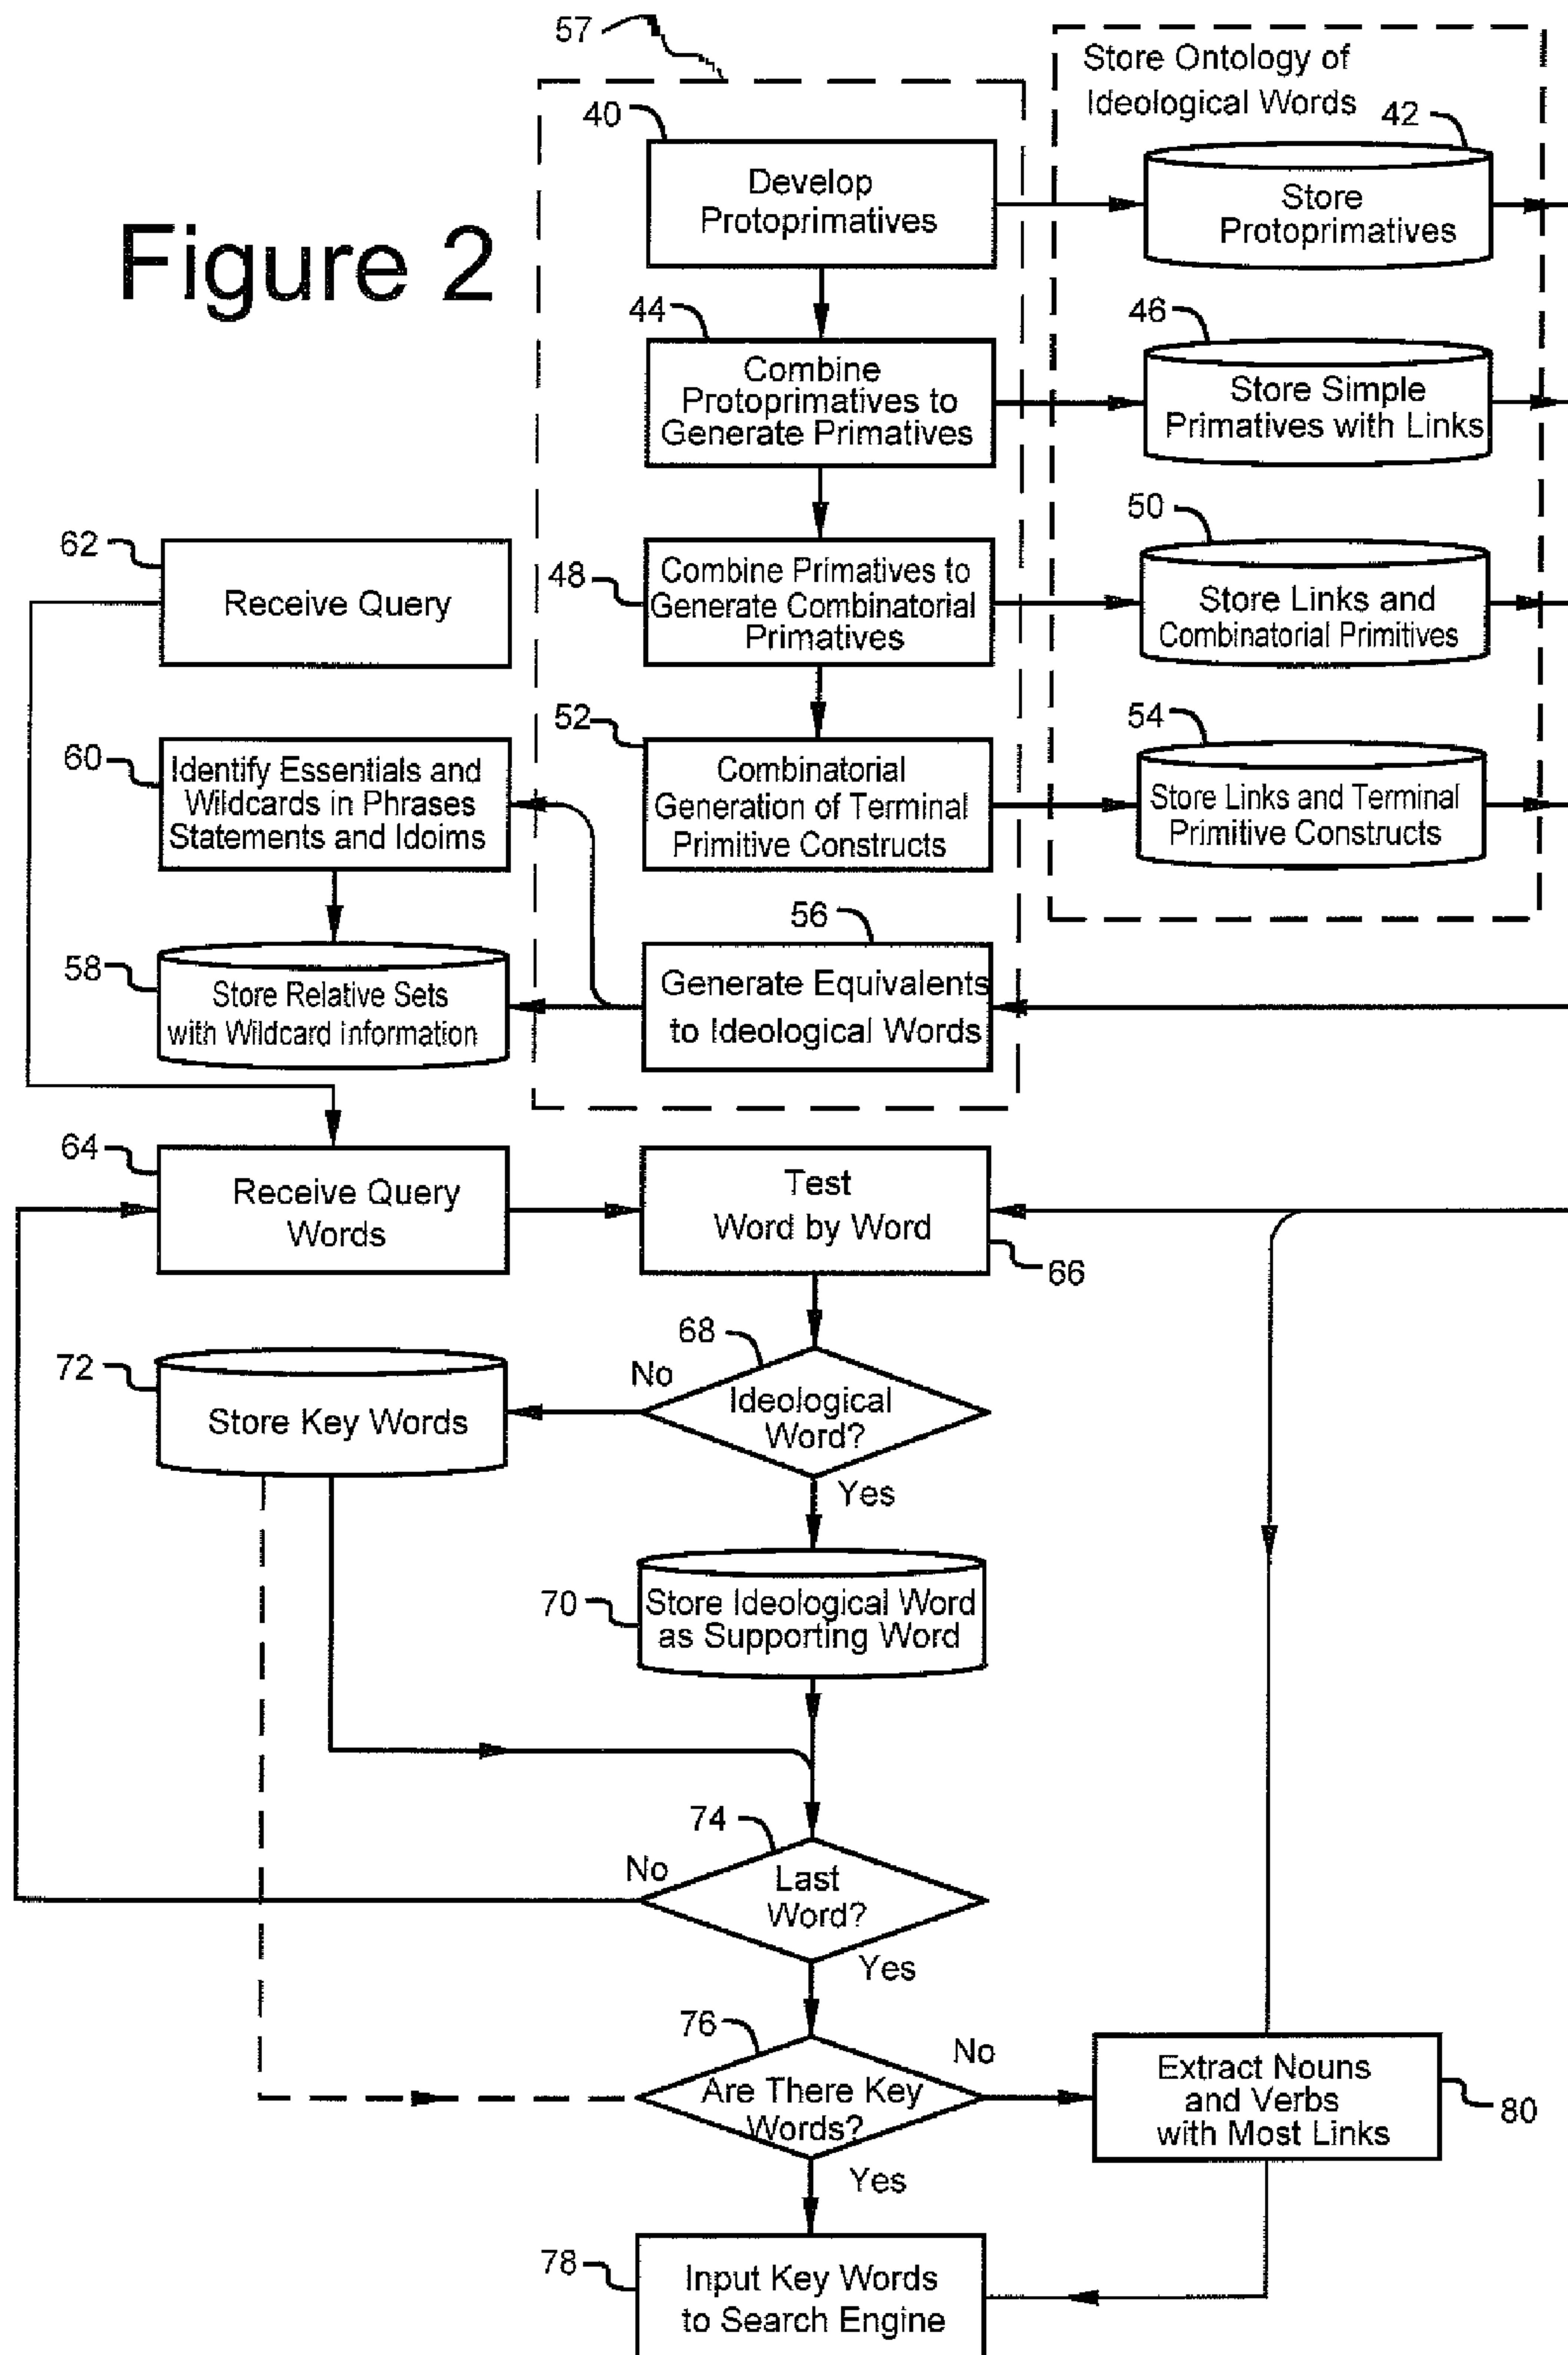 57
Store Ontology of
Ideological Words
40
42
Develop
Protoprimatives
Store
Protoprimatives
Figure 2
44
46
Combine
Protoprimatives to
Generate Primatives
Store Simple
Primatives with Links
62
Receive Query
48
Combine Primatives to
Generate Combinatorial
Primatives
50
Store Links and
Combinatorial Primitives
60
Identify Essentials and
Wildcards in Phrases
Statements and Idoims
52
Combinatorial
Generation of Terminal
Primitive Constructs
54
Store Links and Terminal
Primitive Constructs
58
Store Relative Sets
with Wildcard Information
56
Generate Equivalents
to Ideological Words
64
Receive Query
Words
Test
Word by Word
66
68
72
Store Key Words
No
Ideological
Word?
Yes
70
Store Ideological Word
as Supporting Word
74
No
Last
Word?
Yes
76
No
Are There Key
Words?
Yes
Extract Nouns
and Verbs
with Most Links
80
78
Input Key Words
to Search Engine